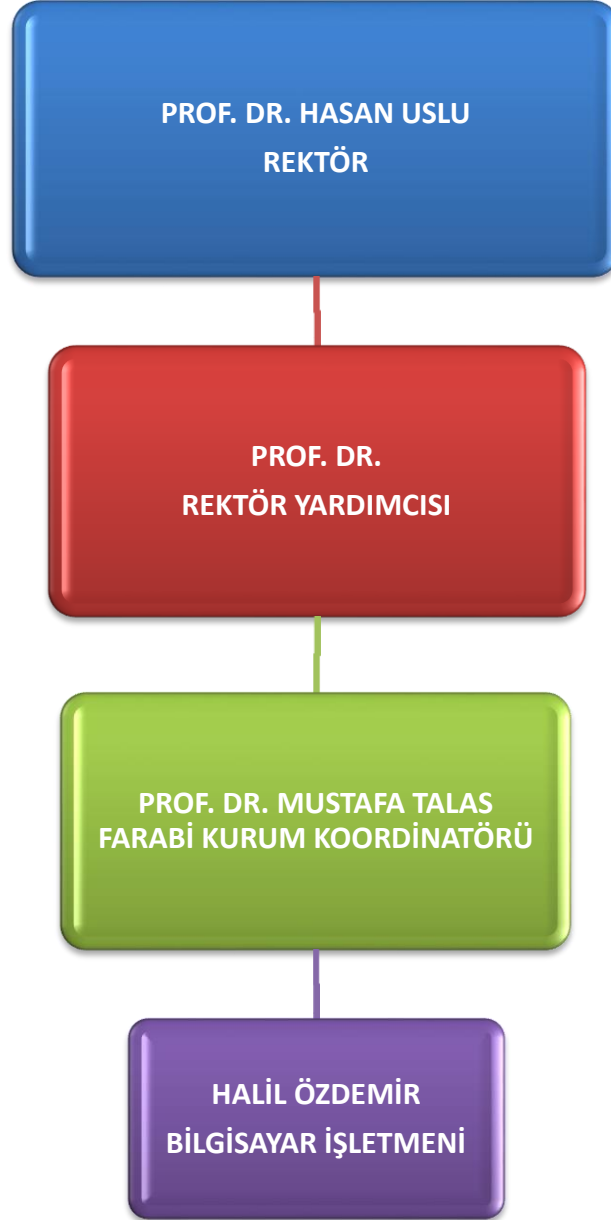 PROF. DR. HASAN USLU
REKTÖR
PROF. DR.
REKTÖR YARDIMCISI
PROF. DR. MUSTAFA TALAS
FARABİ KURUM KOORDİNATÖRÜ
HALİL ÖZDEMİR
BİLGİSAYAR İŞLETMENİ